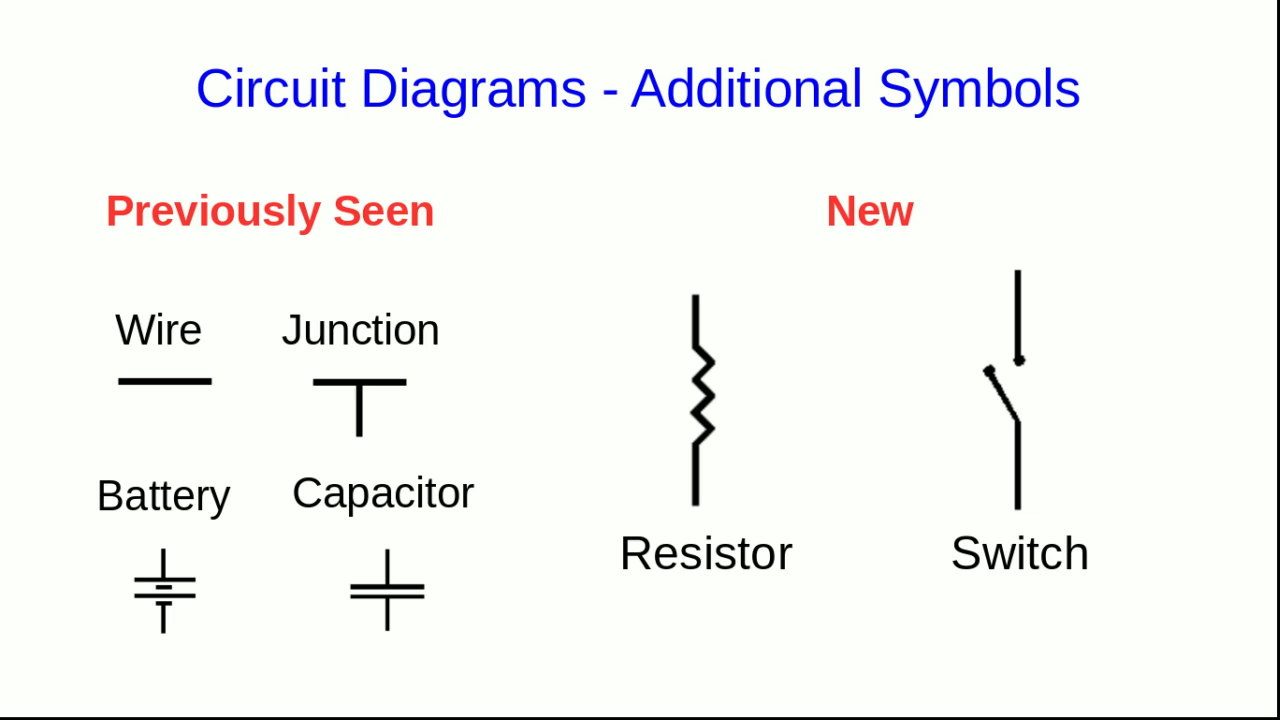 Circuit Diagrams - Additional Symbols
Previously Seen
New
Wire
Junction
Battery
Capacitor
Resistor
Switch